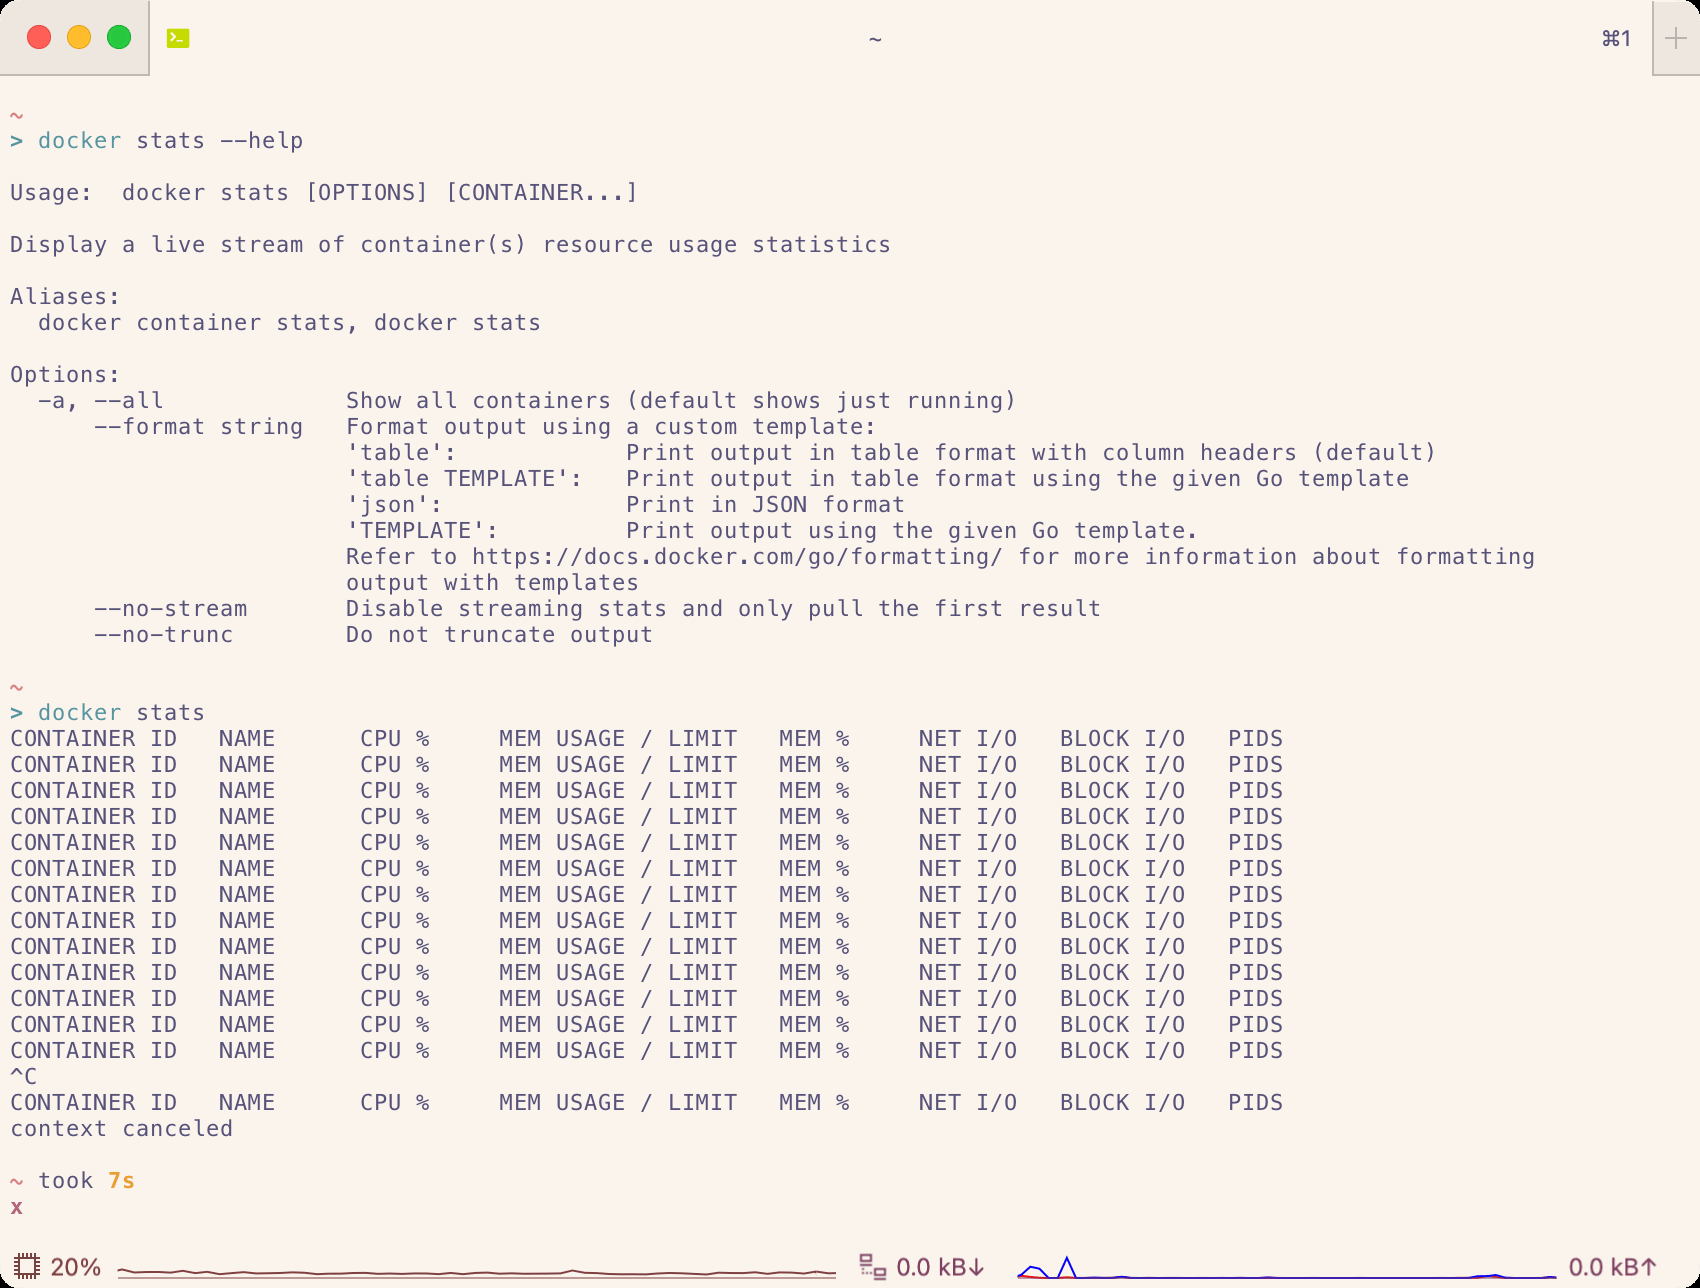 ~
⌘1
~
> docker stats --help
Usage:  docker stats [OPTIONS] [CONTAINER...]
Display a live stream of container(s) resource usage statistics
Aliases:
  docker container stats, docker stats
Options:
  -a, --all             Show all containers (default shows just running)
      --format string   Format output using a custom template:
                        'table':            Print output in table format with column headers (default)
                        'table TEMPLATE':   Print output in table format using the given Go template
                        'json':             Print in JSON format
                        'TEMPLATE':         Print output using the given Go template.
                        Refer to https://docs.docker.com/go/formatting/ for more information about formatting
                        output with templates
      --no-stream       Disable streaming stats and only pull the first result
      --no-trunc        Do not truncate output
~
> docker stats
CONTAINER ID   NAME      CPU %     MEM USAGE / LIMIT   MEM %     NET I/O   BLOCK I/O   PIDS
CONTAINER ID   NAME      CPU %     MEM USAGE / LIMIT   MEM %     NET I/O   BLOCK I/O   PIDS
CONTAINER ID   NAME      CPU %     MEM USAGE / LIMIT   MEM %     NET I/O   BLOCK I/O   PIDS
CONTAINER ID   NAME      CPU %     MEM USAGE / LIMIT   MEM %     NET I/O   BLOCK I/O   PIDS
CONTAINER ID   NAME      CPU %     MEM USAGE / LIMIT   MEM %     NET I/O   BLOCK I/O   PIDS
CONTAINER ID   NAME      CPU %     MEM USAGE / LIMIT   MEM %     NET I/O   BLOCK I/O   PIDS
CONTAINER ID   NAME      CPU %     MEM USAGE / LIMIT   MEM %     NET I/O   BLOCK I/O   PIDS
CONTAINER ID   NAME      CPU %     MEM USAGE / LIMIT   MEM %     NET I/O   BLOCK I/O   PIDS
CONTAINER ID   NAME      CPU %     MEM USAGE / LIMIT   MEM %     NET I/O   BLOCK I/O   PIDS
CONTAINER ID   NAME      CPU %     MEM USAGE / LIMIT   MEM %     NET I/O   BLOCK I/O   PIDS
CONTAINER ID   NAME      CPU %     MEM USAGE / LIMIT   MEM %     NET I/O   BLOCK I/O   PIDS
CONTAINER ID   NAME      CPU %     MEM USAGE / LIMIT   MEM %     NET I/O   BLOCK I/O   PIDS
CONTAINER ID   NAME      CPU %     MEM USAGE / LIMIT   MEM %     NET I/O   BLOCK I/O   PIDS
^C
CONTAINER ID   NAME      CPU %     MEM USAGE / LIMIT   MEM %     NET I/O   BLOCK I/O   PIDS
context canceled
~ took 7s
x
20%
0.0 kB↓
0.0 kB↑